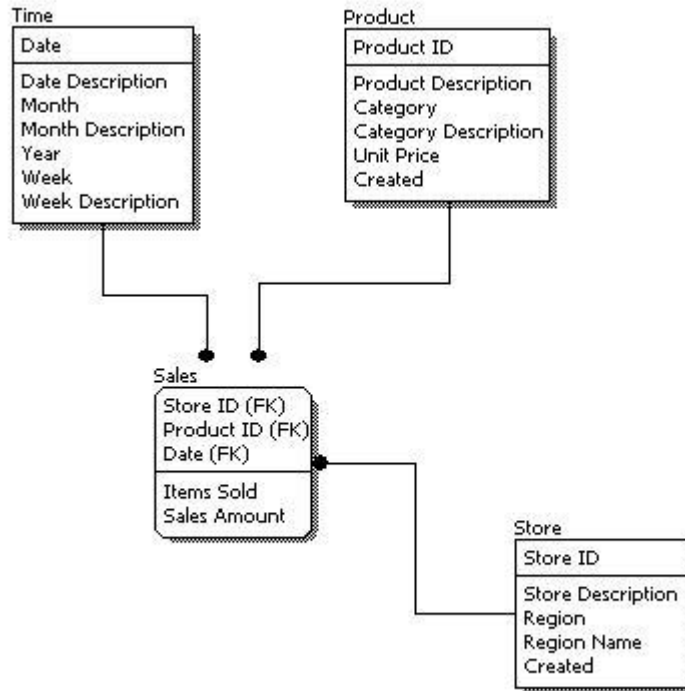 Time
Date
Date Description
Month
Month Description
Year
Week
Week Description
Product
Product ID
Product Description
Category
Category Description
Unit Price
Created
Sales
Store ID (FK)
Product ID (FK)
Date (FK)
Items Sold
Sales Amount
Store
Store ID
Store Description
Region
Region Name
Created